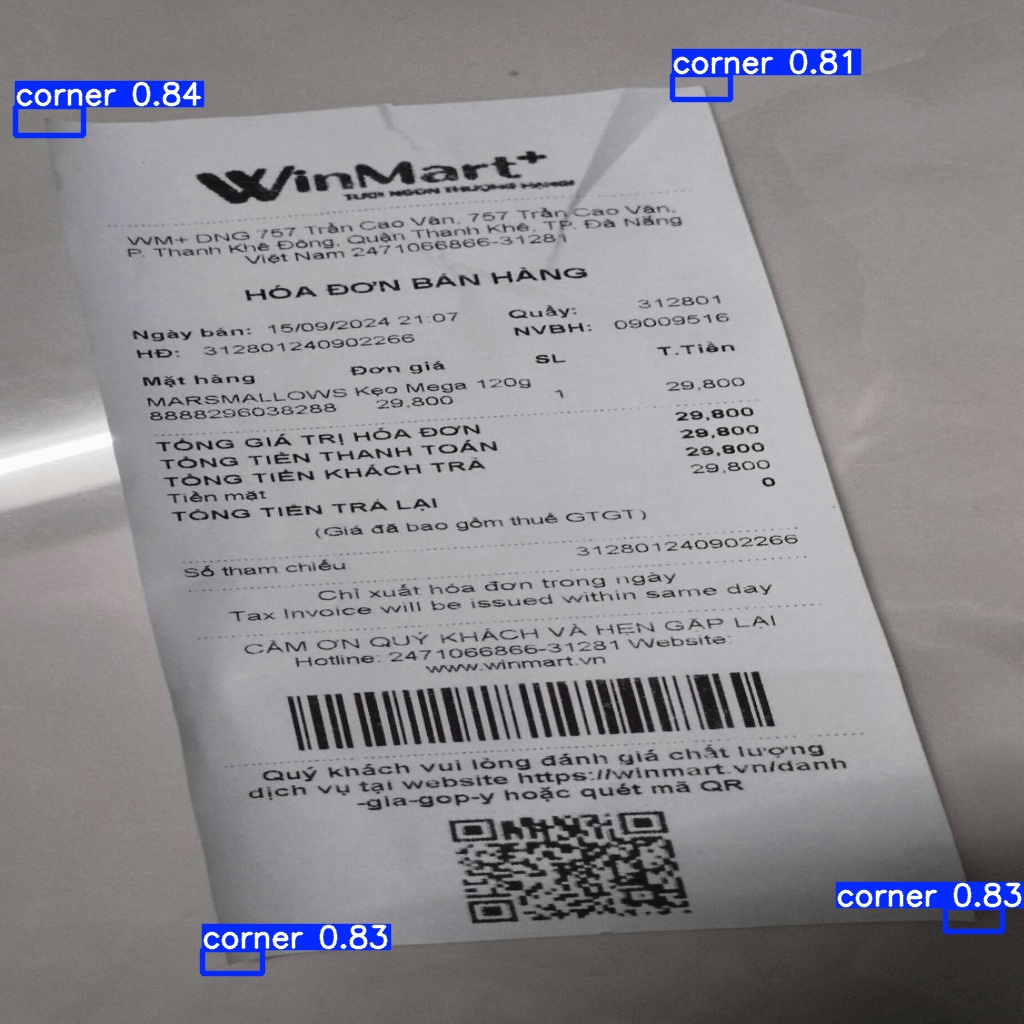 corner 0.84
corner 0.81
WinMart+
TƯƠI NGON THƯỢNG HẠNG!
WM+ DNG 757 Trần Cao Vân, 757 Trần Cao Vân,
P. Thanh Khê Đông, Quận Thanh Khê, TP. Đà Nẵng
Việt Nam 2471066866-31281
HÓA ĐƠN BÁN HÀNG
Ngày bán: 15/09/2024 21:07 Quầy: 312801
HĐ: 312801240902266 NVBH: 09009516
Mặt hàng Đơn giá SL T.Tiền
MARSMALLOWS Kẹo Mega 120g
8888296038288 29,800 1 29,800
TỔNG GIÁ TRỊ HÓA ĐƠN 29,800
TỔNG TIỀN THANH TOÁN 29,800
TỔNG TIỀN KHÁCH TRẢ 29,800
Tiền mặt 29,800
TỔNG TIỀN TRẢ LẠI 0
(Giá đã bao gồm thuế GTGT)
Số tham chiếu 312801240902266
Chỉ xuất hóa đơn trong ngày
Tax Invoice will be issued within same day
CẢM ƠN QUÝ KHÁCH VÀ HẸN GẶP LẠI
Hotline: 2471066866-31281 Website:
www.winmart.vn
Quý khách vui lòng đánh giá chất lượng
dịch vụ tại website https://winmart.vn/danh
-gia-gop-y hoặc quét mã QR
corner 0.83
corner 0.83